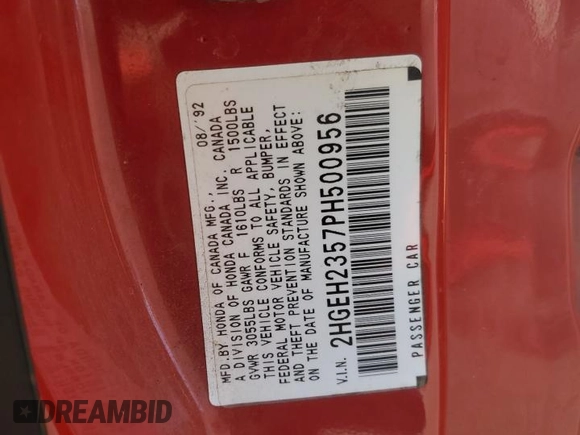 MFD.BY HONDA OF CANADA MFG., 08/'92
A DIVISION OF HONDA CANADA INC. CANADA
GVWR 3055LBS GAWR F 1610LBS R 1500LBS
THIS VEHICLE CONFORMS TO ALL APPLICABLE
FEDERAL MOTOR VEHICLE SAFETY, BUMPER,
AND THEFT PREVENTION STANDARDS IN EFFECT
ON THE DATE OF MANUFACTURE SHOWN ABOVE:
V.I.N. 2HGEH2357PH500956
PASSENGER CAR
DREAMBID